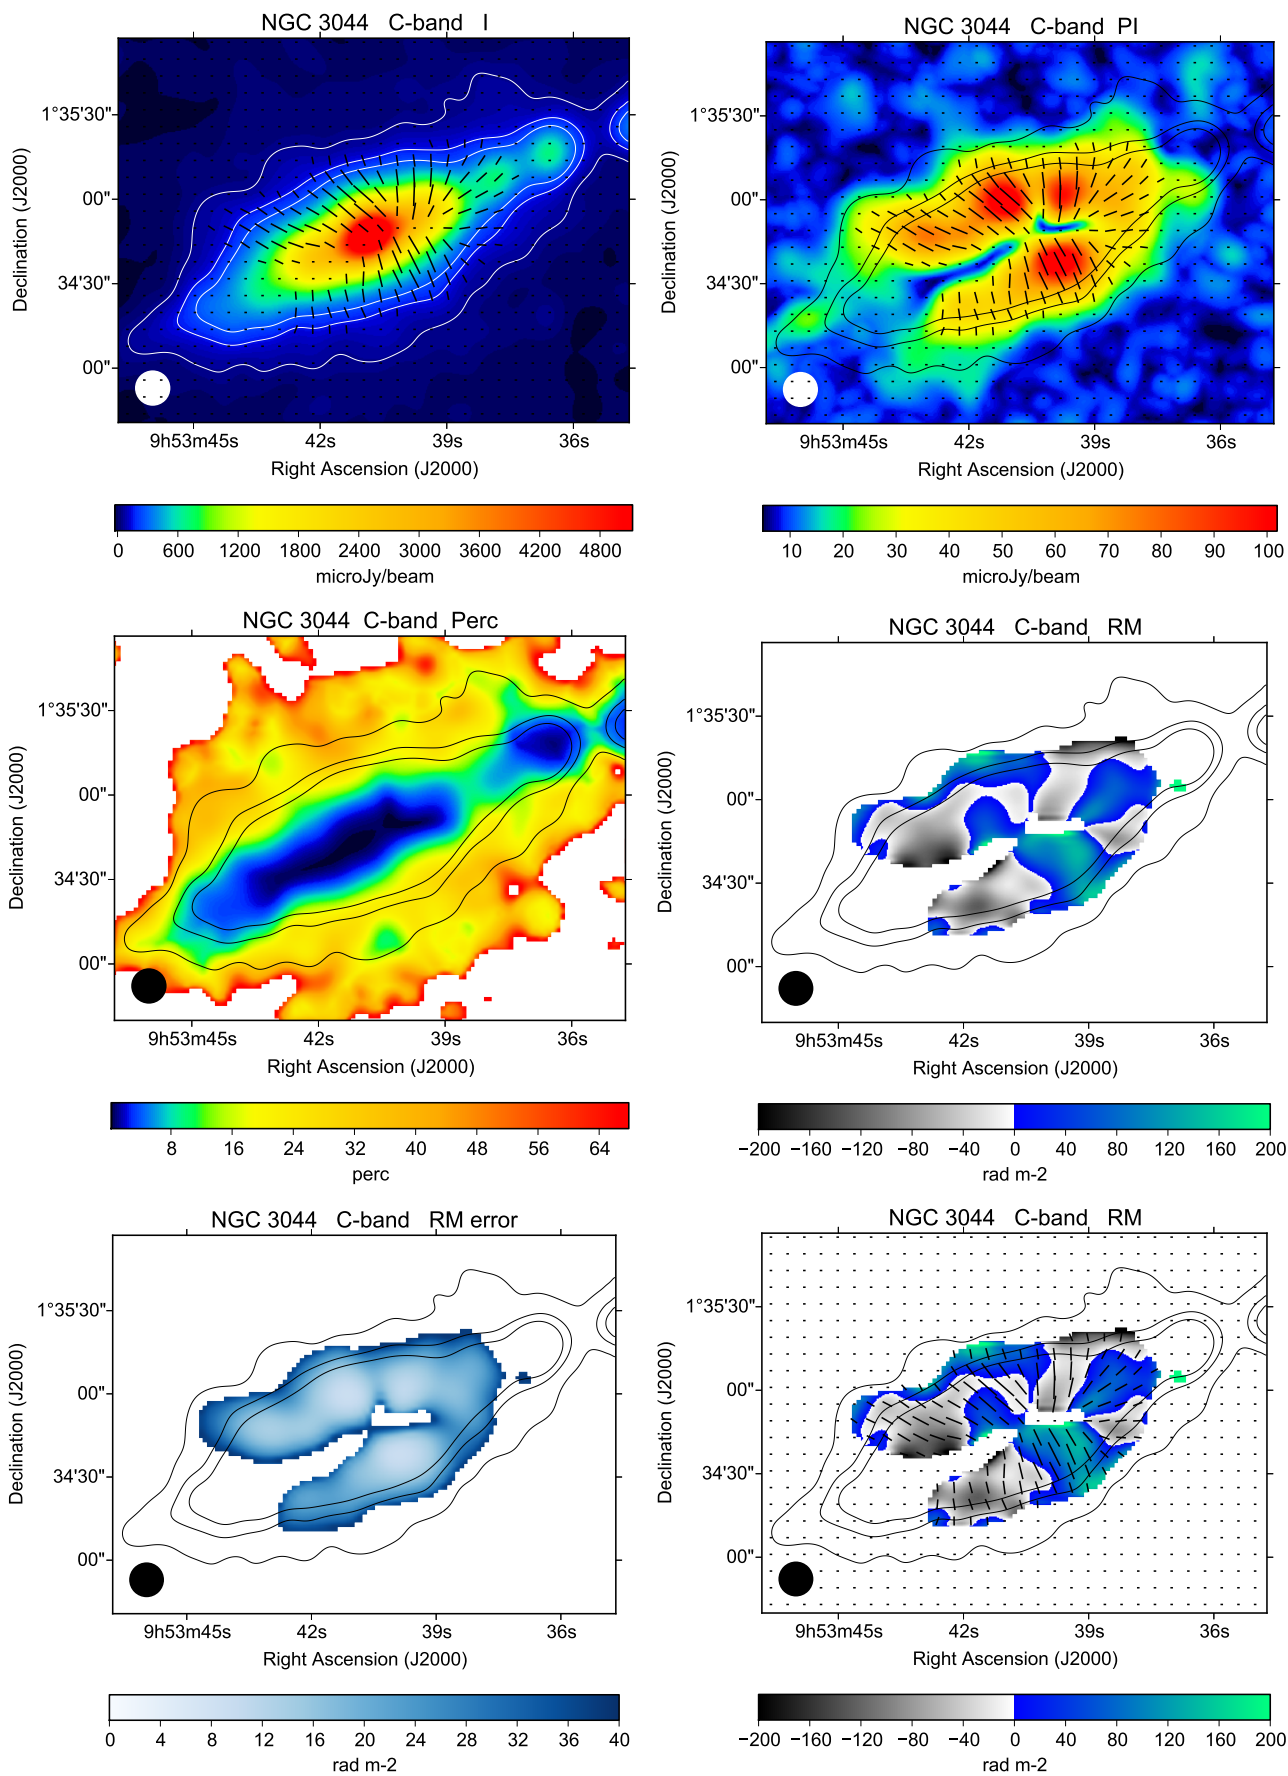 NGC 3044 C-band I
1°35'30"
00"
34'30"
00"
Declination (J2000)
9h53m45s 42s 39s 36s
Right Ascension (J2000)
0 600 1200 1800 2400 3000 3600 4200 4800
microJy/beam
NGC 3044 C-band PI
1°35'30"
00"
34'30"
00"
Declination (J2000)
9h53m45s 42s 39s 36s
Right Ascension (J2000)
10 20 30 40 50 60 70 80 90 100
microJy/beam
NGC 3044 C-band Perc
1°35'30"
00"
34'30"
00"
Declination (J2000)
9h53m45s 42s 39s 36s
Right Ascension (J2000)
8 16 24 32 40 48 56 64
perc
NGC 3044 C-band RM
1°35'30"
00"
34'30"
00"
Declination (J2000)
9h53m45s 42s 39s 36s
Right Ascension (J2000)
−200 −160 −120 −80 −40 0 40 80 120 160 200
rad m-2
NGC 3044 C-band RM error
1°35'30"
00"
34'30"
00"
Declination (J2000)
9h53m45s 42s 39s 36s
Right Ascension (J2000)
0 4 8 12 16 20 24 28 32 36 40
rad m-2
NGC 3044 C-band RM
1°35'30"
00"
34'30"
00"
Declination (J2000)
9h53m45s 42s 39s 36s
Right Ascension (J2000)
−200 −160 −120 −80 −40 0 40 80 120 160 200
rad m-2